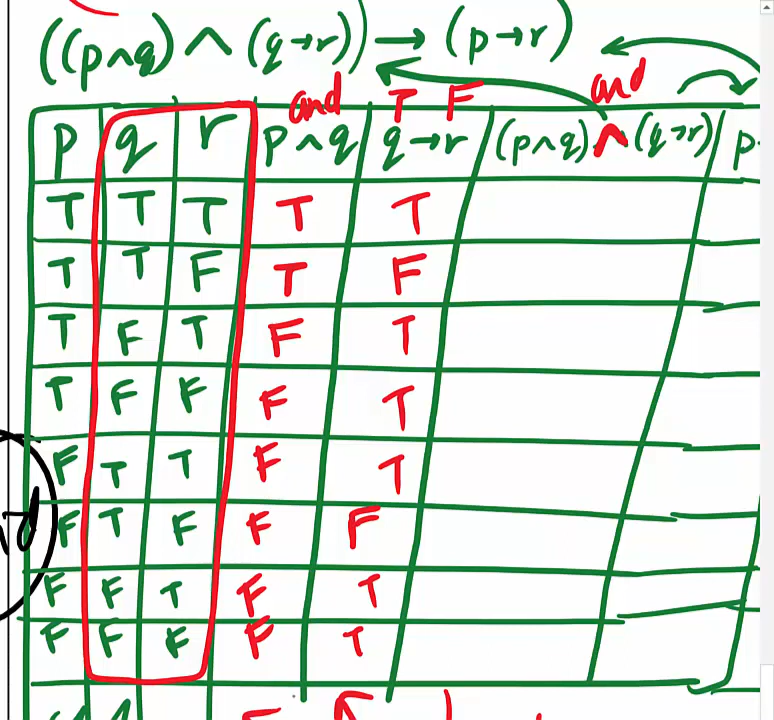 ((p∧q) ∧ (q→r)) → (p→r)
and T F and
p q r p∧q q→r (p∧q) ∧ (q→r) p
T T T T T
T T F T F
T F T F T
T F F F T
F T T F T
F T F F F
F F T F T
F F F F T